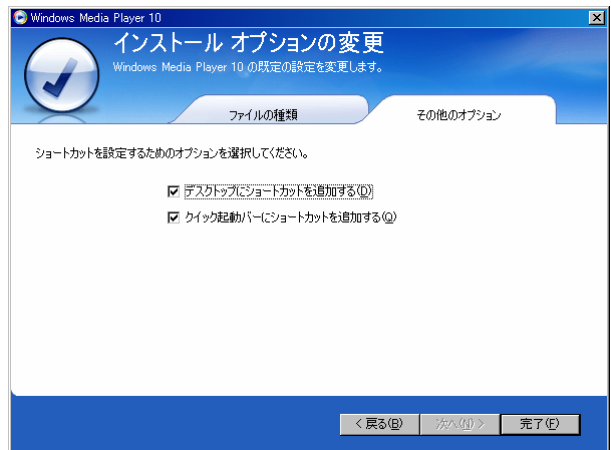 Windows Media Player 10
インストール オプションの変更
Windows Media Player 10 の既定の設定を変更します。
ファイルの種類
その他のオプション
ショートカットを設定するためのオプションを選択してください。
デスクトップにショートカットを追加する(D)
クイック起動バーにショートカットを追加する(Q)
< 戻る(B)
次へ(N) >
完了(F)